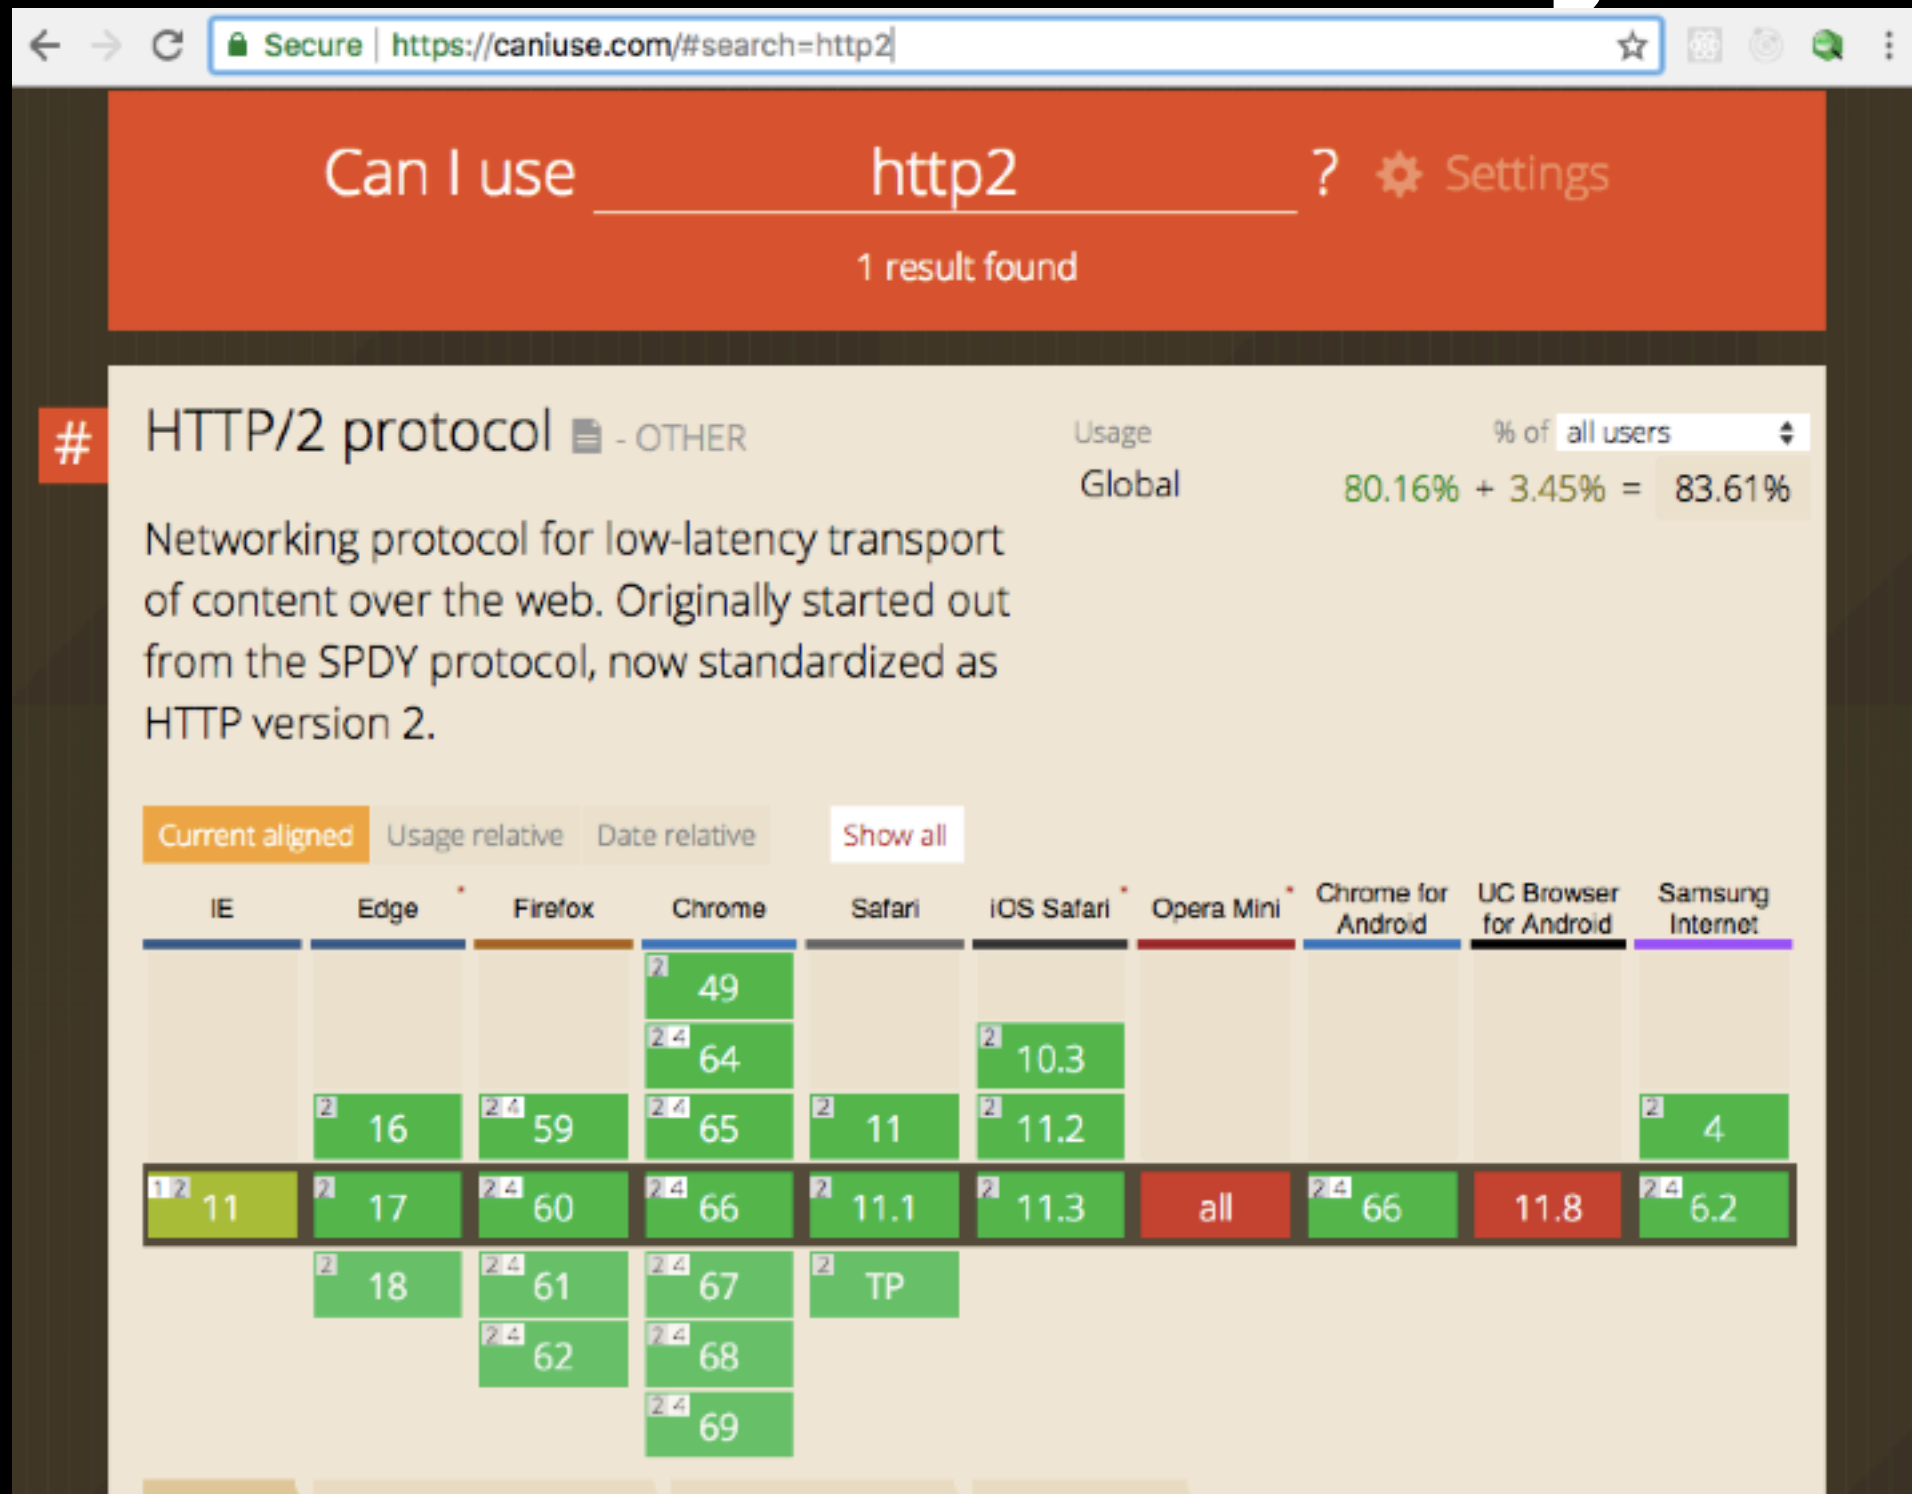 Secure | https://caniuse.com/#search=http2
Can I use http2 ? Settings
1 result found
# HTTP/2 protocol - OTHER
Usage % of all users
Global 80.16% + 3.45% = 83.61%
Networking protocol for low-latency transport
of content over the web. Originally started out
from the SPDY protocol, now standardized as
HTTP version 2.
Current aligned Usage relative Date relative Show all
IE Edge * Firefox Chrome Safari iOS Safari * Opera Mini * Chrome for Android UC Browser for Android Samsung Internet
2 49
2 4 64 2 10.3
2 16 2 4 59 2 4 65 2 11 2 11.2 2 4
1 2 11 2 17 2 4 60 2 4 66 2 11.1 2 11.3 all 2 4 66 11.8 2 4 6.2
2 18 2 4 61 2 4 67 2 TP
2 4 62 2 4 68
2 4 69